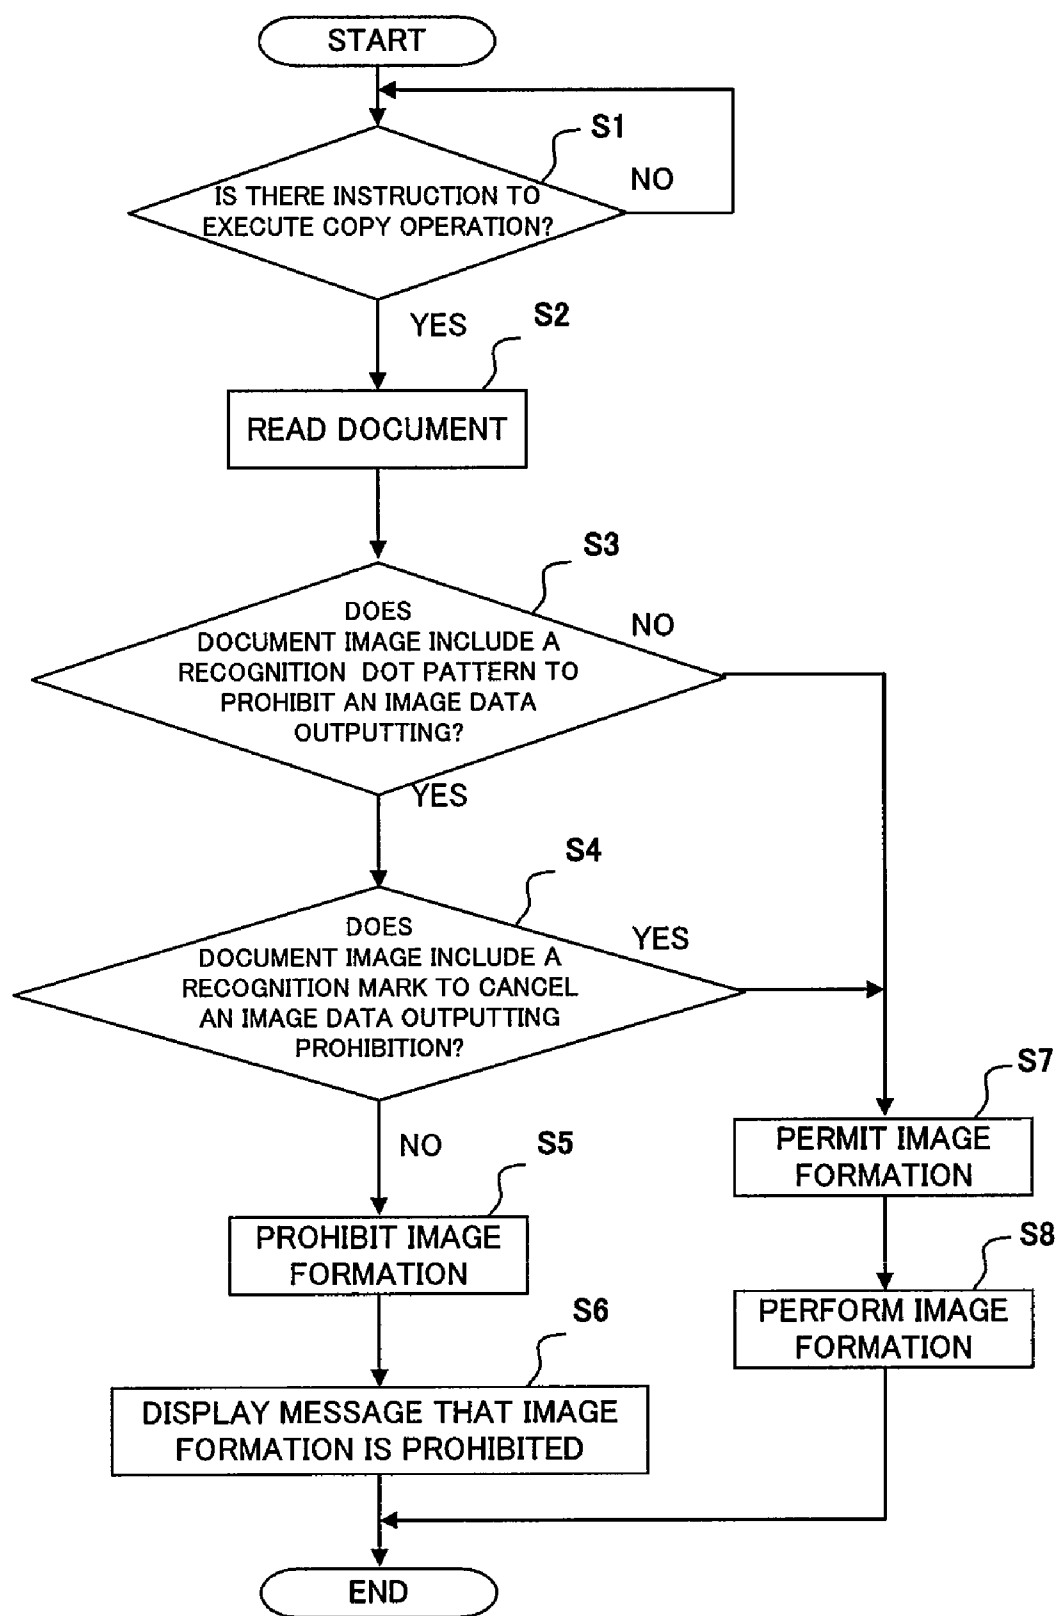 START
S1
IS THERE INSTRUCTION TO
EXECUTE COPY OPERATION?
NO
YES
S2
READ DOCUMENT
S3
DOES
DOCUMENT IMAGE INCLUDE A
RECOGNITION DOT PATTERN TO
PROHIBIT AN IMAGE DATA
OUTPUTTING?
NO
YES
S4
DOES
DOCUMENT IMAGE INCLUDE A
RECOGNITION MARK TO CANCEL
AN IMAGE DATA OUTPUTTING
PROHIBITION?
YES
NO
S5
PROHIBIT IMAGE
FORMATION
S6
DISPLAY MESSAGE THAT IMAGE
FORMATION IS PROHIBITED
S7
PERMIT IMAGE
FORMATION
S8
PERFORM IMAGE
FORMATION
END